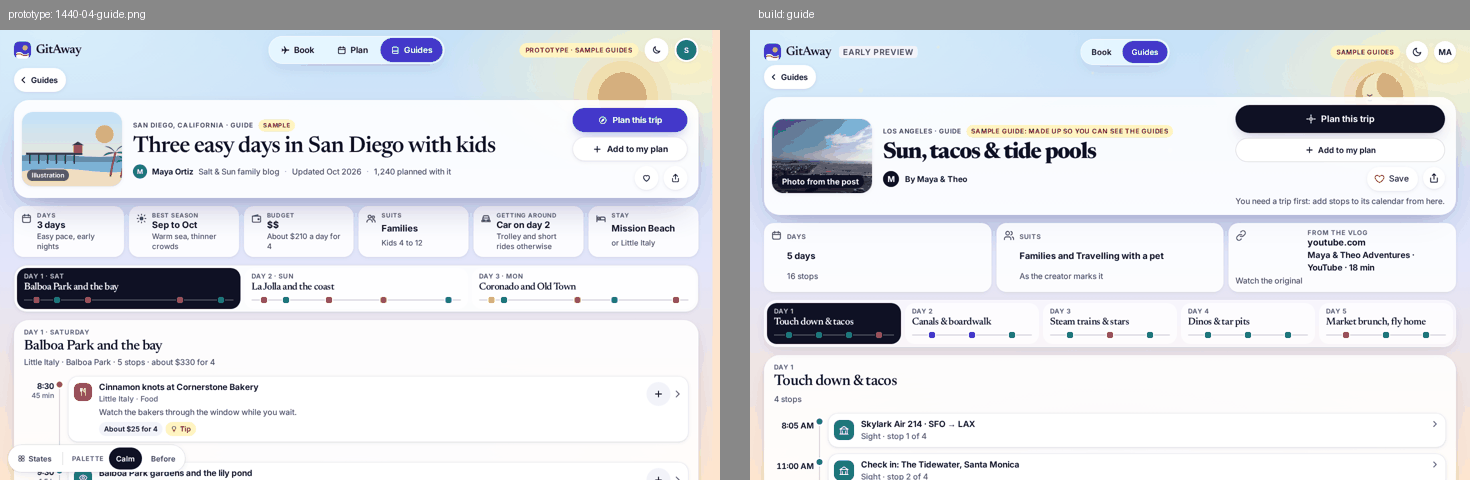 prototype: 1440-04-guide.png
GitAway
Book
Plan
Guides
PROTOTYPE · SAMPLE GUIDES
S
Guides
Illustration
SAN DIEGO, CALIFORNIA · GUIDE SAMPLE
Three easy days in San Diego with kids
M Maya Ortiz Salt & Sun family blog · Updated Oct 2026 · 1,240 planned with it
Plan this trip
Add to my plan
DAYS
3 days
Easy pace, early
nights
BEST SEASON
Sep to Oct
Warm sea, thinner
crowds
BUDGET
$$
About $210 a day for
4
SUITS
Families
Kids 4 to 12
GETTING AROUND
Car on day 2
Trolley and short
rides otherwise
STAY
Mission Beach
or Little Italy
DAY 1 · SAT
Balboa Park and the bay
DAY 2 · SUN
La Jolla and the coast
DAY 3 · MON
Coronado and Old Town
DAY 1 · SATURDAY
Balboa Park and the bay
Little Italy · Balboa Park · 5 stops · about $330 for 4
8:30
45 min
Cinnamon knots at Cornerstone Bakery
Little Italy · Food
Watch the bakers through the window while you wait.
About $25 for 4
Tip
9:30
Balboa Park gardens and the lily pond
States
PALETTE
Calm
Before
build: guide
GitAway
EARLY PREVIEW
Book
Guides
SAMPLE GUIDES
MA
Guides
Photo from the post
LOS ANGELES · GUIDE SAMPLE GUIDE: MADE UP SO YOU CAN SEE THE GUIDES
Sun, tacos & tide pools
M By Maya & Theo
Plan this trip
Add to my plan
Save
You need a trip first: add stops to its calendar from here.
DAYS
5 days
16 stops
SUITS
Families and Travelling with a pet
As the creator marks it
FROM THE VLOG
youtube.com
Maya & Theo Adventures ·
YouTube · 18 min
Watch the original
DAY 1
Touch down & tacos
DAY 2
Canals & boardwalk
DAY 3
Steam trains & stars
DAY 4
Dinos & tar pits
DAY 5
Market brunch, fly home
DAY 1
Touch down & tacos
4 stops
8:05 AM
Skylark Air 214 · SFO → LAX
Sight · stop 1 of 4
11:00 AM
Check in: The Tidewater, Santa Monica
Sight · stop 2 of 4